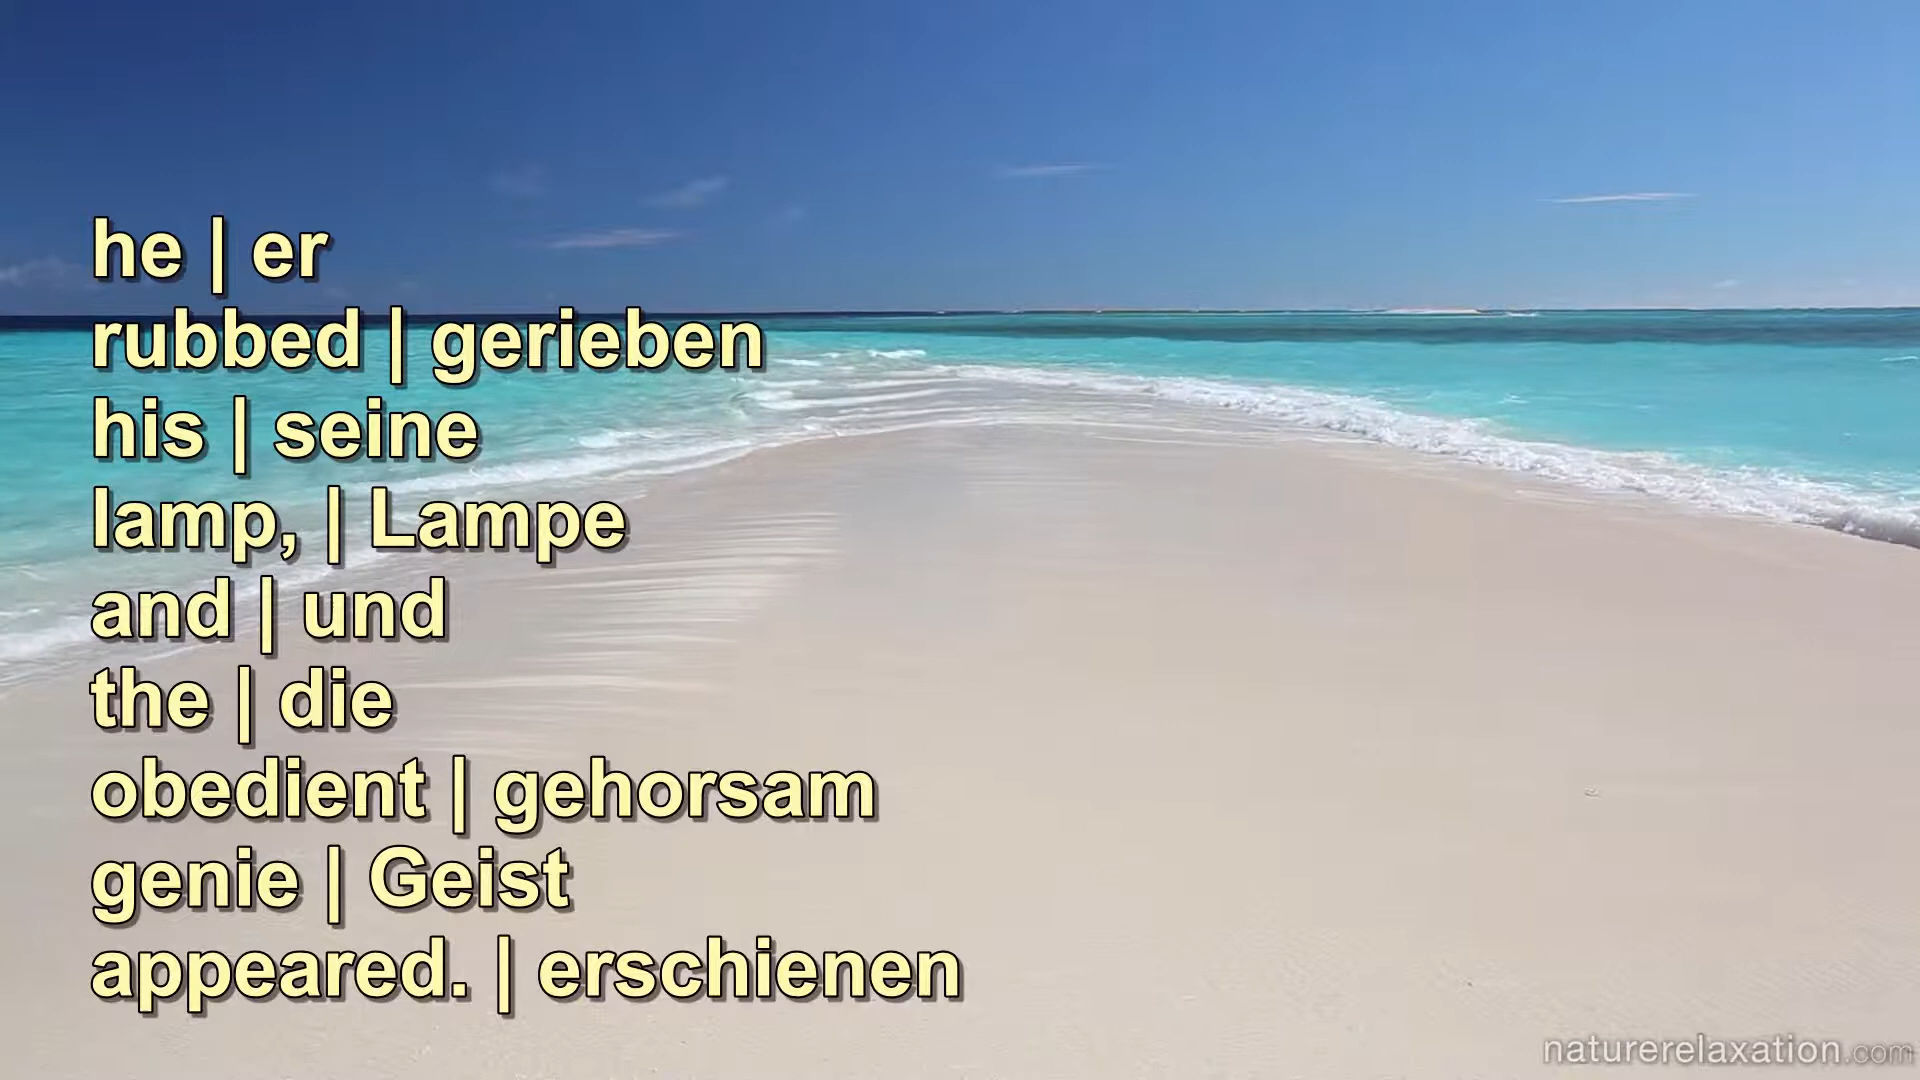 he | er
rubbed | gerieben
his | seine
lamp, | Lampe
and | und
the | die
obedient | gehorsam
genie | Geist
appeared. | erschienen
naturerelaxation.com